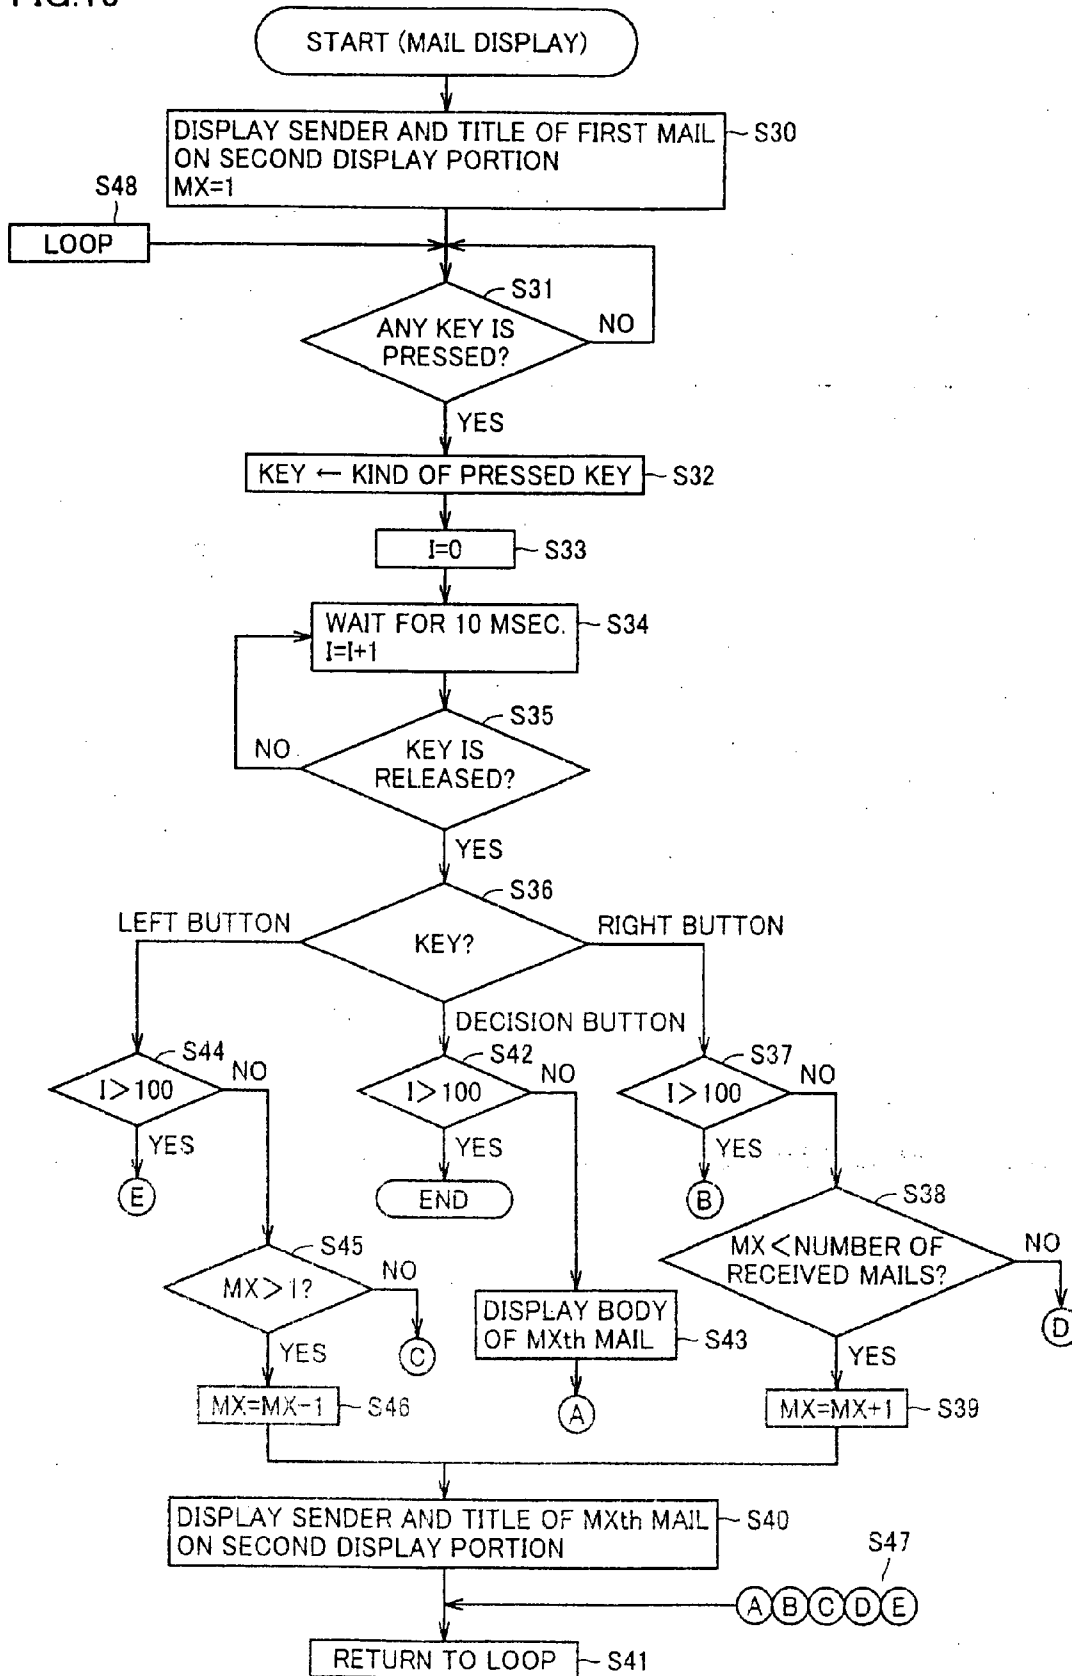 START (MAIL DISPLAY)
DISPLAY SENDER AND TITLE OF FIRST MAIL
ON SECOND DISPLAY PORTION
MX=1
S30
S48
LOOP
S31
ANY KEY IS
PRESSED?
NO
YES
KEY ← KIND OF PRESSED KEY
S32
I=0
S33
WAIT FOR 10 MSEC.
I=I+1
S34
S35
KEY IS
RELEASED?
NO
YES
S36
KEY?
LEFT BUTTON
RIGHT BUTTON
DECISION BUTTON
S44
I>100
NO
YES
E
S42
I>100
NO
YES
END
S37
I>100
NO
YES
B
S38
MX<NUMBER OF
RECEIVED MAILS?
NO
D
YES
S45
MX>1?
NO
C
YES
DISPLAY BODY
OF MXth MAIL
S43
A
MX=MX-1
S46
MX=MX+1
S39
DISPLAY SENDER AND TITLE OF MXth MAIL
ON SECOND DISPLAY PORTION
S40
S47
A B C D E
RETURN TO LOOP
S41